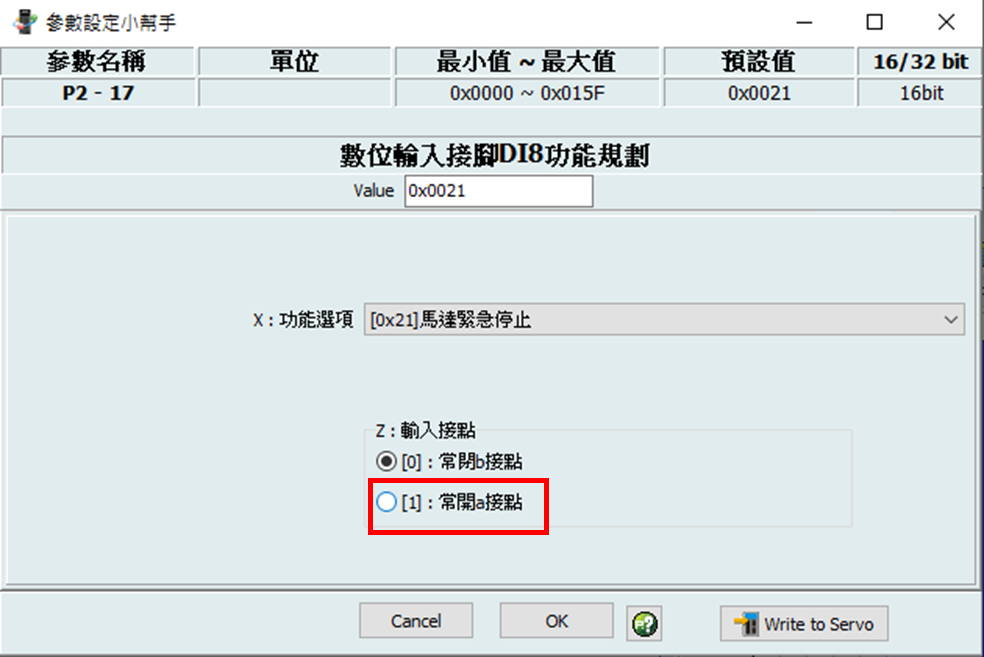 參數設定小幫手
參數名稱 單位 最小值 ~ 最大值 預設值 16/32 bit
P2 - 17 0x0000 ~ 0x015F 0x0021 16bit
數位輸入接腳DI8功能規劃
Value 0x0021
X : 功能選項 [0x21]馬達緊急停止
Z : 輸入接點
[0] : 常閉b接點
[1] : 常開a接點
Cancel OK Write to Servo